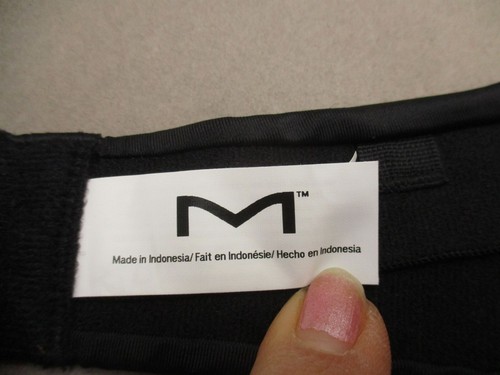 M™
Made in Indonesia/ Fait en Indonésie/ Hecho en Indonesia